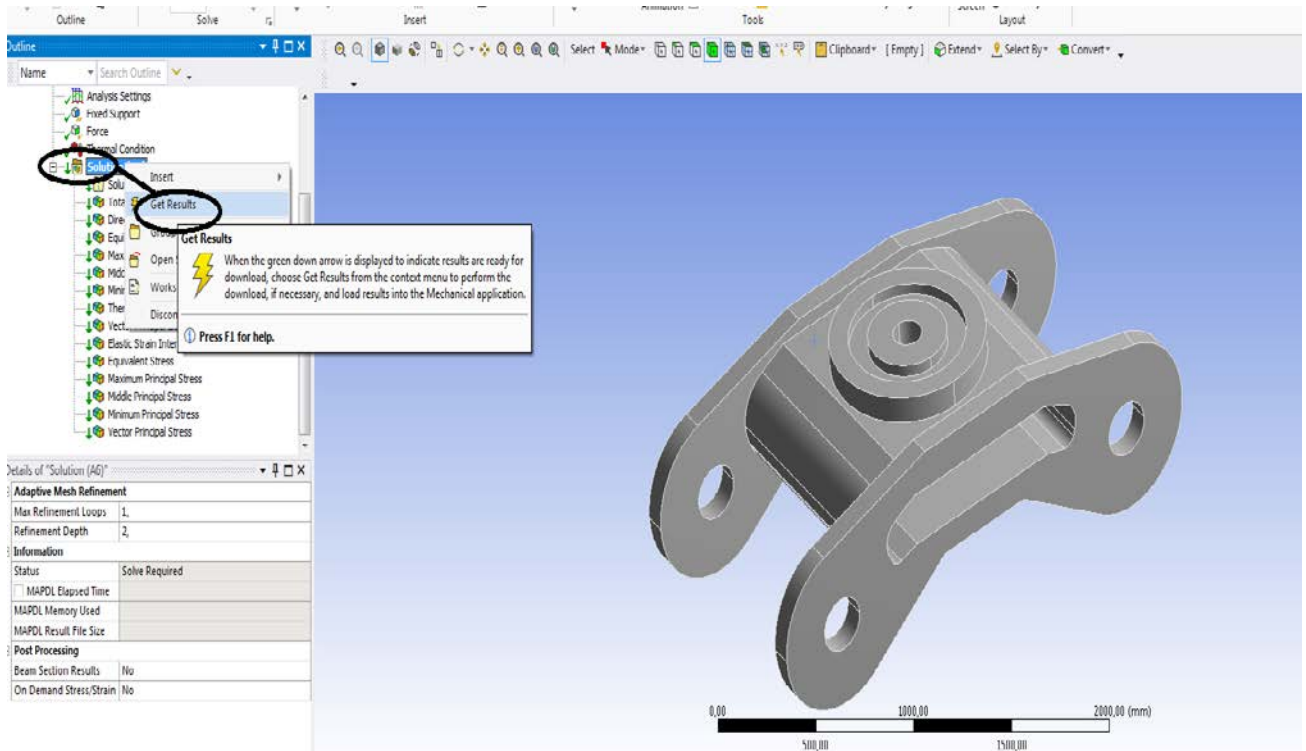 Outline Solve Insert Tools Layout
Outline
Select Mode Clipboard [Empty] Extend Select By Convert
Name Search Outline
Analysis Settings
Fixed Support
Force
Thermal Condition
Insert
Get Results
Get Results
When the green down arrow is displayed to indicate results are ready for
download, choose Get Results from the context menu to perform the
download, if necessary, and load results into the Mechanical application.
Press F1 for help.
Elastic Strain Inter
Equivalent Stress
Maximum Principal Stress
Middle Principal Stress
Minimum Principal Stress
Vector Principal Stress
Details of "Solution (A6)"
Adaptive Mesh Refinement
Max Refinement Loops 1,
Refinement Depth 2,
Information
Status Solve Required
MAPDL Elapsed Time
MAPDL Memory Used
MAPDL Result File Size
Post Processing
Beam Section Results No
On Demand Stress/Strain No
0,00 1000,00 2000,00 (mm)
500,00 1500,00